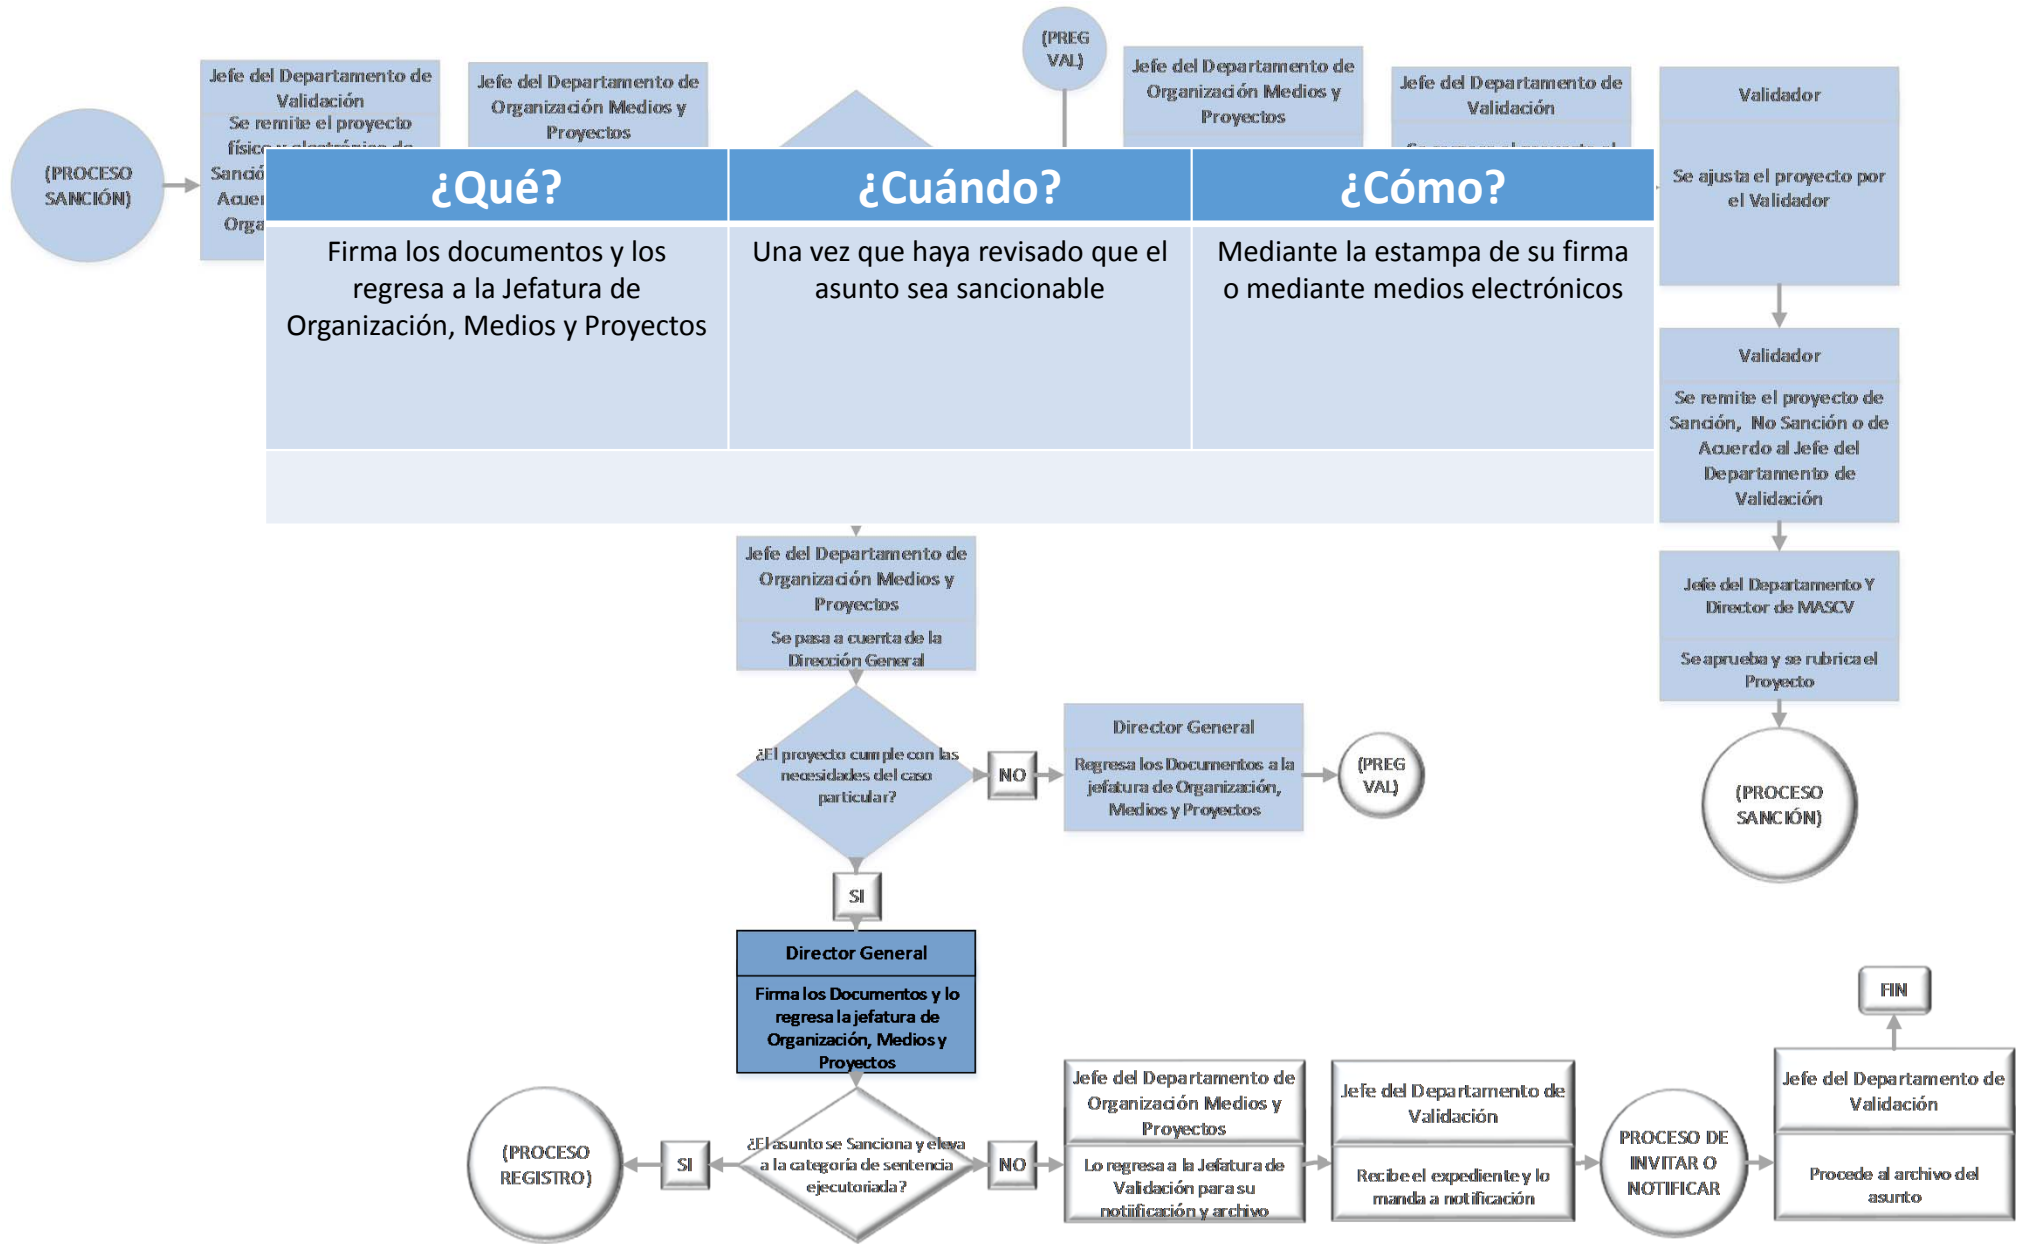 (PROCESO
SANCIÓN)
Jefe del Departamento de
Validación
Se remite el proyecto
físico y electrónico de
Sanció
Acuer
Orga
Jefe del Departamento de
Organización Medios y
Proyectos
(PREG
VAL)
Jefe del Departamento de
Organización Medios y
Proyectos
Jefe del Departamento de
Validación
Validador
Se ajusta el proyecto por
el Validador
¿Qué?
¿Cuándo?
¿Cómo?
Firma los documentos y los
regresa a la Jefatura de
Organización, Medios y Proyectos
Una vez que haya revisado que el
asunto sea sancionable
Mediante la estampa de su firma
o mediante medios electrónicos
Validador
Se remite el proyecto de
Sanción, No Sanción o de
Acuerdo al Jefe del
Departamento de
Validación
Jefe del Departamento Y
Director de MASCV
Se aprueba y se rubrica el
Proyecto
(PROCESO
SANCIÓN)
Jefe del Departamento de
Organización Medios y
Proyectos
Se pasa a cuenta de la
Dirección General
¿El proyecto cumple con las
necesidades del caso
particular?
NO
Director General
Regresa los Documentos a la
jefatura de Organización,
Medios y Proyectos
(PREG
VAL)
SI
Director General
Firma los Documentos y lo
regresa la jefatura de
Organización, Medios y
Proyectos
¿El asunto se Sanciona y eleva
a la categoría de sentencia
ejecutoriada?
SI
(PROCESO
REGISTRO)
NO
Jefe del Departamento de
Organización Medios y
Proyectos
Lo regresa a la Jefatura de
Validación para su
notiificación y archivo
Jefe del Departamento de
Validación
Recibe el expediente y lo
manda a notificación
PROCESO DE
INVITAR O
NOTIFICAR
Jefe del Departamento de
Validación
Procede al archivo del
asunto
FIN